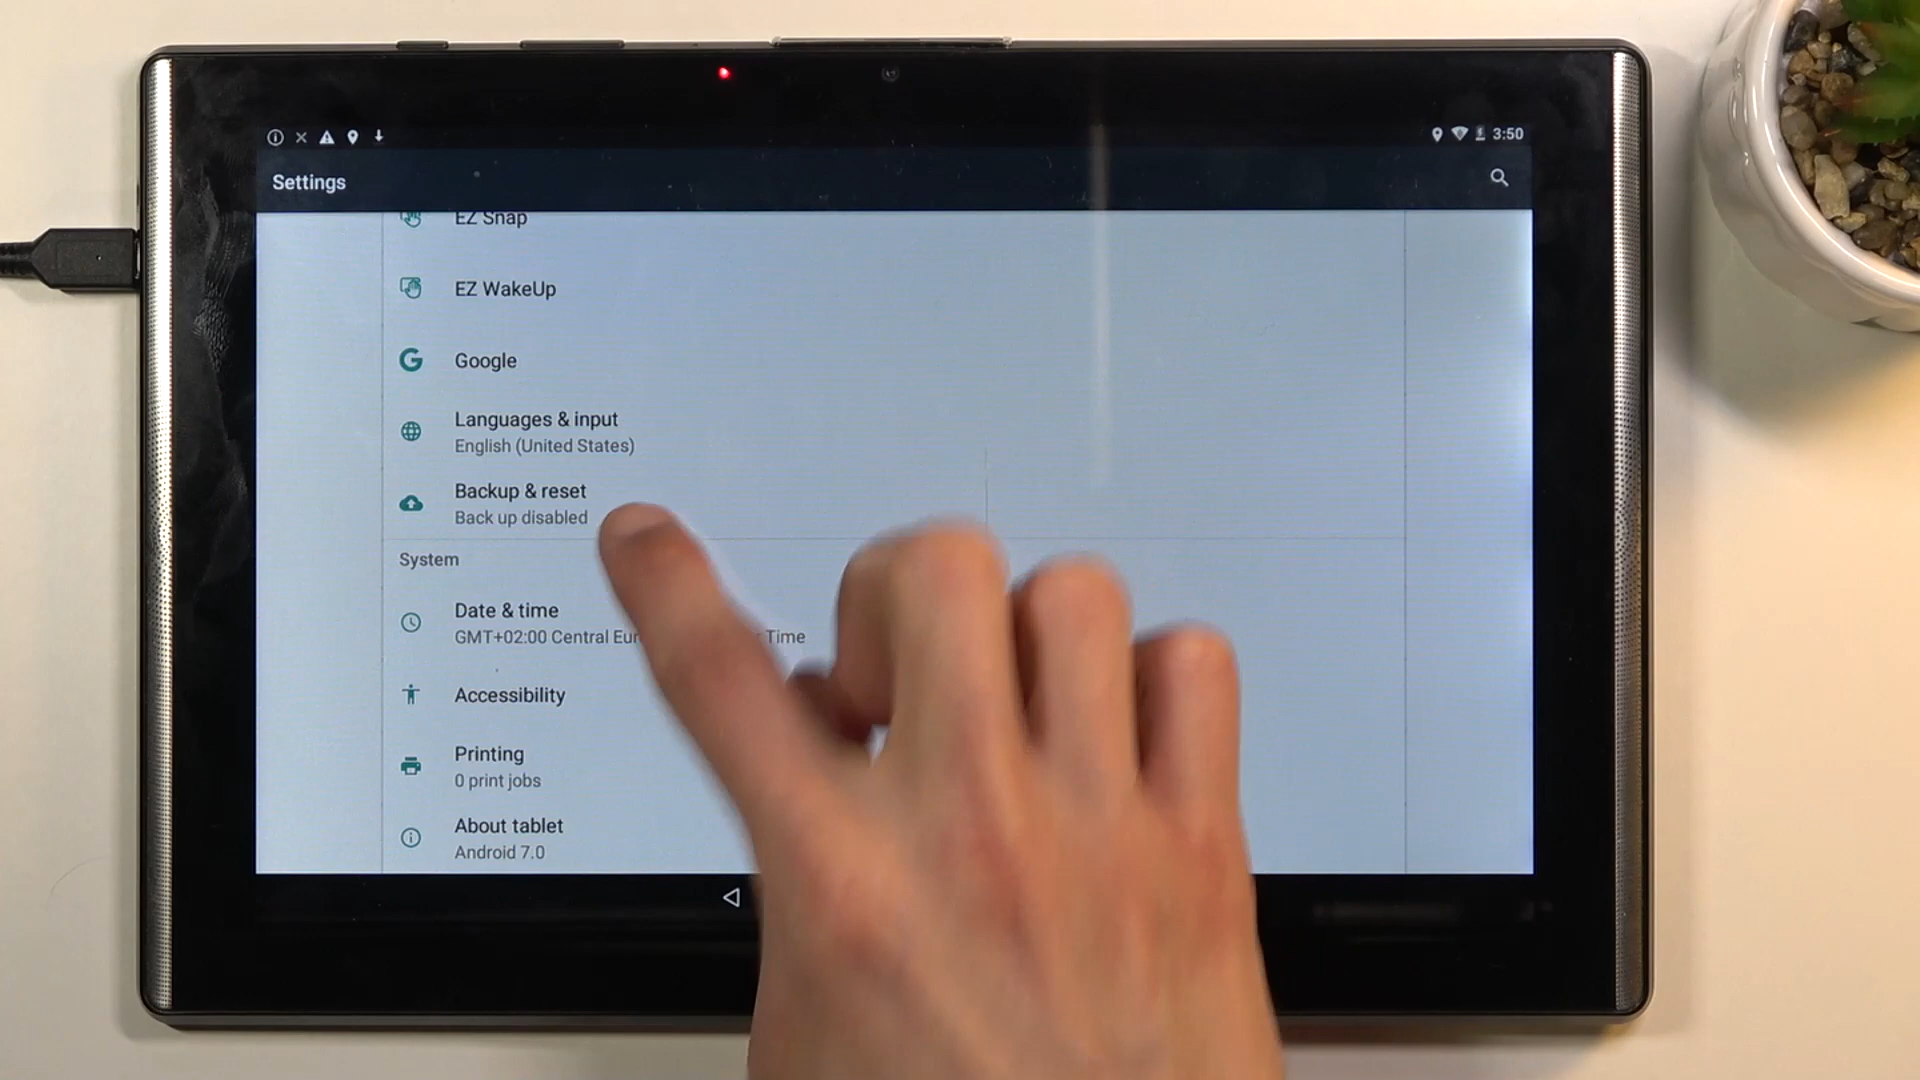 3:50
Settings
EZ Snap
EZ WakeUp
Google
Languages & input
English (United States)
Backup & reset
Back up disabled
System
Date & time
GMT+02:00 Central Time
Accessibility
Printing
0 print jobs
About tablet
Android 7.0